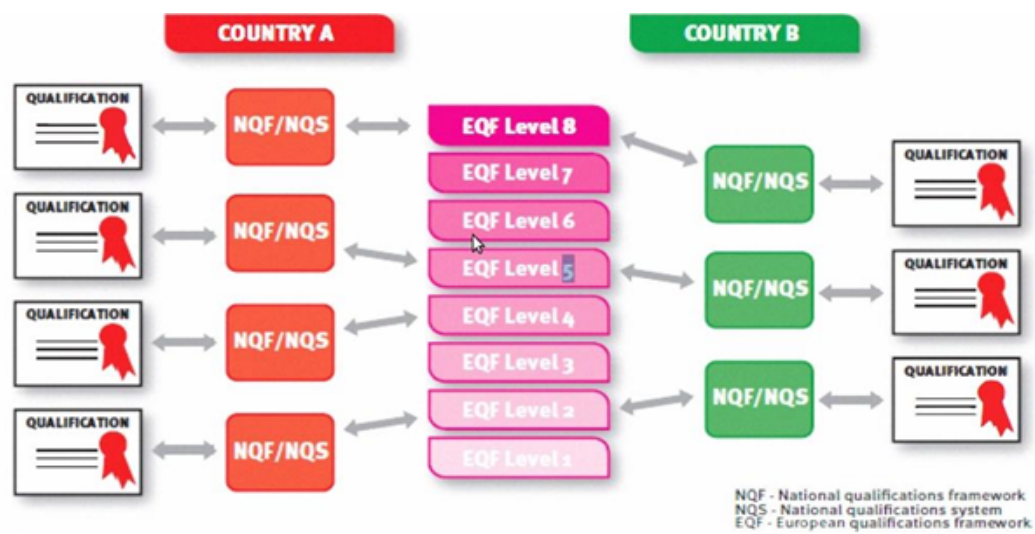 COUNTRY A
COUNTRY B
QUALIFICATION
NQF/NQS
QUALIFICATION
NQF/NQS
QUALIFICATION
NQF/NQS
QUALIFICATION
NQF/NQS
EQF Level 8
EQF Level 7
EQF Level 6
EQF Level 5
EQF Level 4
EQF Level 3
EQF Level 2
EQF Level 1
NQF/NQS
QUALIFICATION
NQF/NQS
QUALIFICATION
NQF/NQS
QUALIFICATION
NQF - National qualifications framework
NQS - National qualifications system
EQF - European qualifications framework